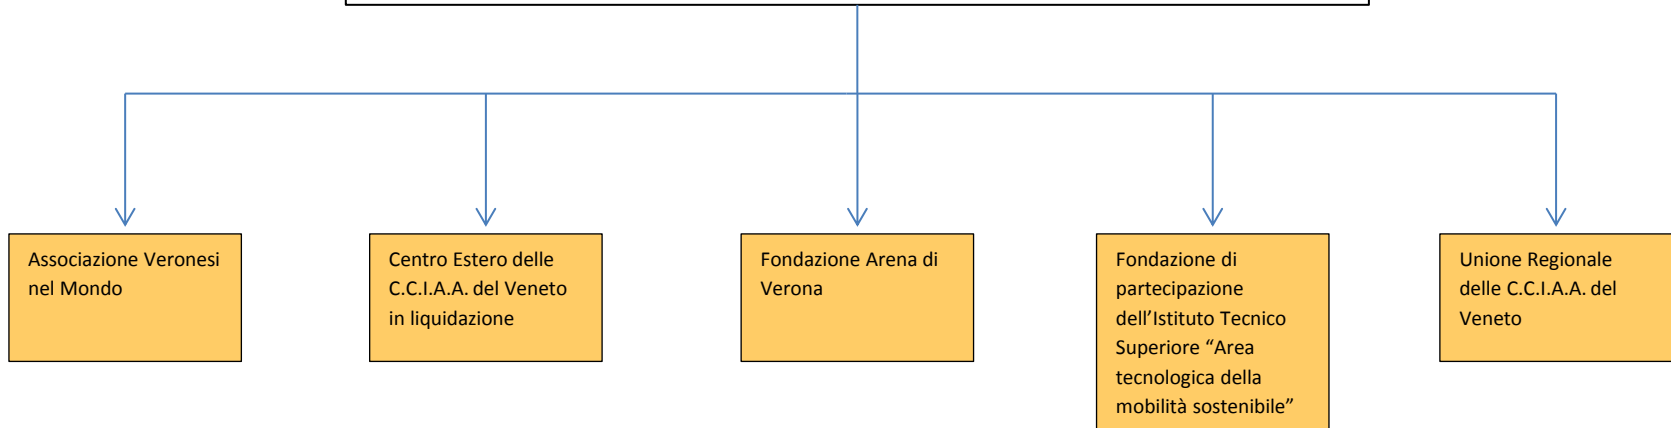 Associazione Veronesi
nel Mondo
Centro Estero delle
C.C.I.A.A. del Veneto
in liquidazione
Fondazione Arena di
Verona
Fondazione di
partecipazione
dell’Istituto Tecnico
Superiore “Area
tecnologica della
mobilità sostenibile”
Unione Regionale
delle C.C.I.A.A. del
Veneto